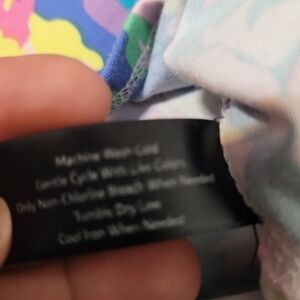 Machine Wash Cold
Gentle Cycle With Like Colors
Only Non-Chlorine Bleach When Needed
Tumble Dry Low
Cool Iron When Needed